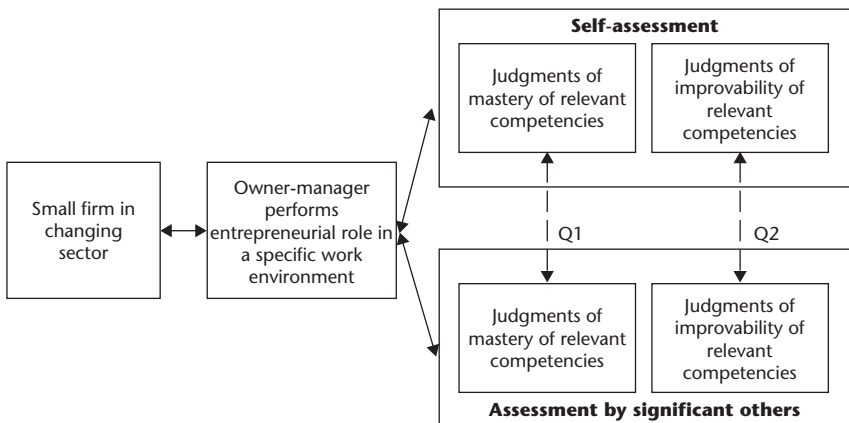 Self-assessment
Judgments of
mastery of relevant
competencies
Judgments of
improvability of
relevant
competencies
Small firm in
changing
sector
Owner-manager
performs
entrepreneurial role in
a specific work
environment
Q1
Q2
Judgments of
mastery of relevant
competencies
Judgments of
improvability of
relevant
competencies
Assessment by significant others